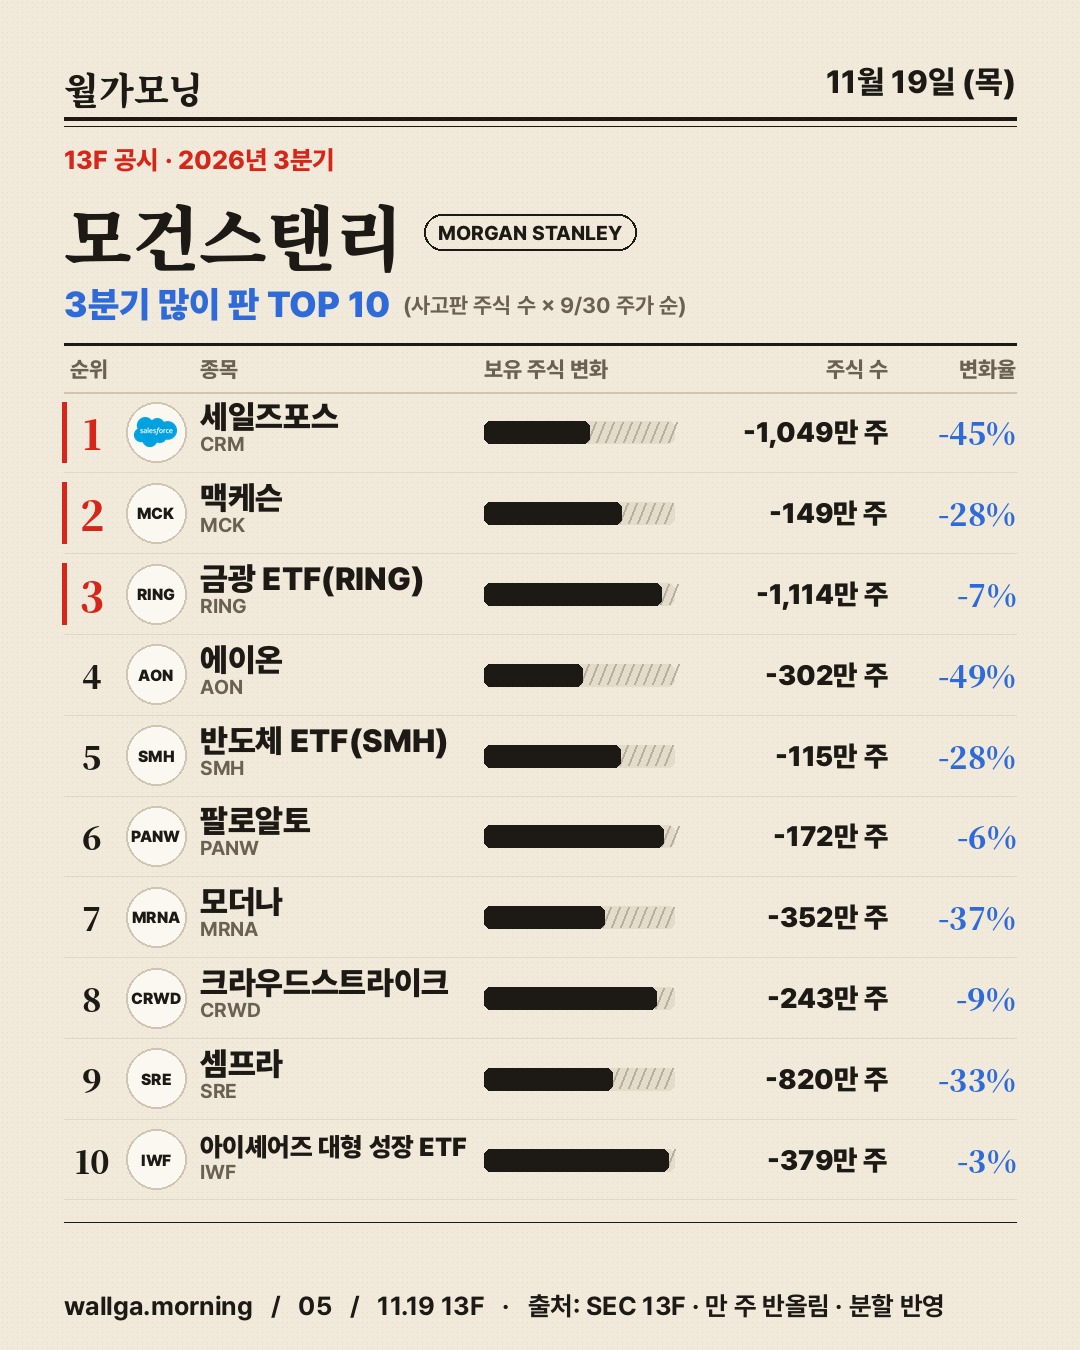 월가모닝
11월 19일 (목)
13F 공시 · 2026년 3분기
모건스탠리 MORGAN STANLEY
3분기 많이 판 TOP 10 (사고판 주식 수 × 9/30 주가 순)
순위 종목 보유 주식 변화 주식 수 변화율
1 salesforce 세일즈포스 -1,049만 주 -45%
CRM
2 MCK 맥케슨 -149만 주 -28%
MCK
3 RING 금광 ETF(RING) -1,114만 주 -7%
RING
4 AON 에이온 -302만 주 -49%
AON
5 SMH 반도체 ETF(SMH) -115만 주 -28%
SMH
6 PANW 팔로알토 -172만 주 -6%
PANW
7 MRNA 모더나 -352만 주 -37%
MRNA
8 CRWD 크라우드스트라이크 -243만 주 -9%
CRWD
9 SRE 셈프라 -820만 주 -33%
SRE
10 IWF 아이셰어즈 대형 성장 ETF -379만 주 -3%
IWF
wallga.morning / 05 / 11.19 13F · 출처: SEC 13F · 만 주 반올림 · 분할 반영